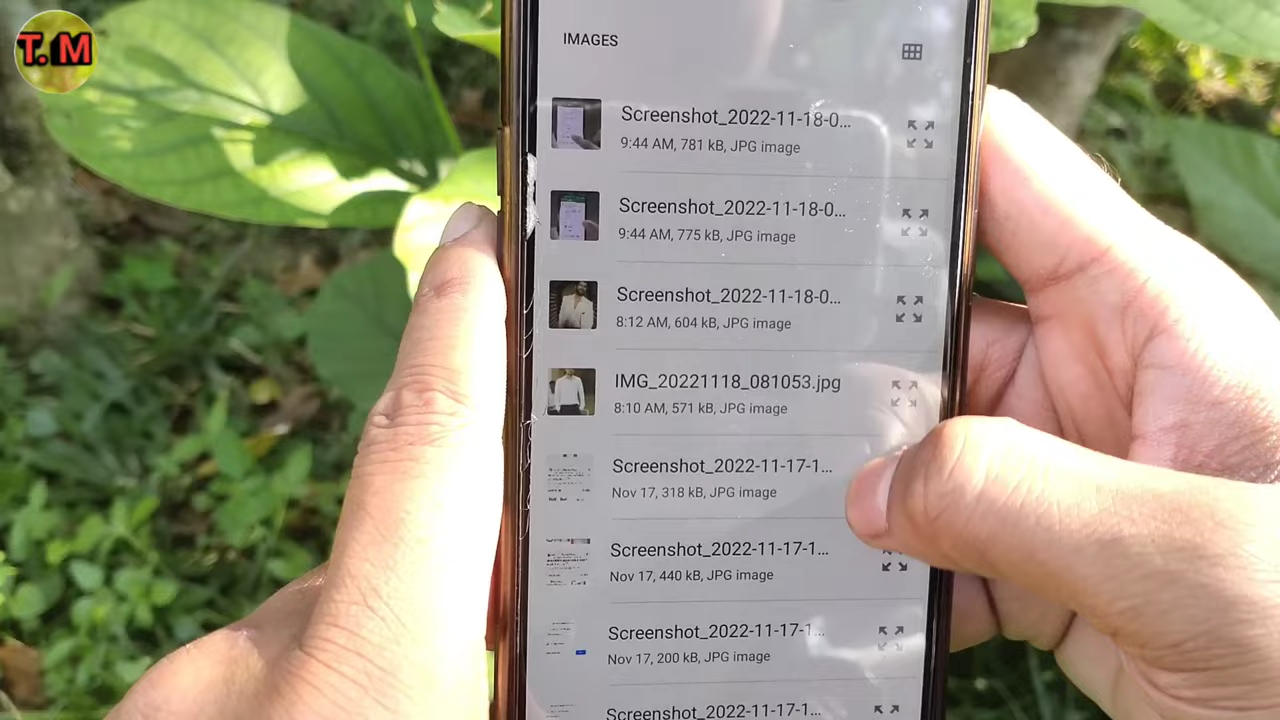 T.M
IMAGES
Screenshot_2022-11-18-0...
9:44 AM, 781 kB, JPG image
Screenshot_2022-11-18-0...
9:44 AM, 775 kB, JPG image
Screenshot_2022-11-18-0...
8:12 AM, 604 kB, JPG image
IMG_20221118_081053.jpg
8:10 AM, 571 kB, JPG image
Screenshot_2022-11-17-1...
Nov 17, 318 kB, JPG image
Screenshot_2022-11-17-1...
Nov 17, 440 kB, JPG image
Screenshot_2022-11-17-1...
Nov 17, 200 kB, JPG image
Screenshot_2022-11-17-1...